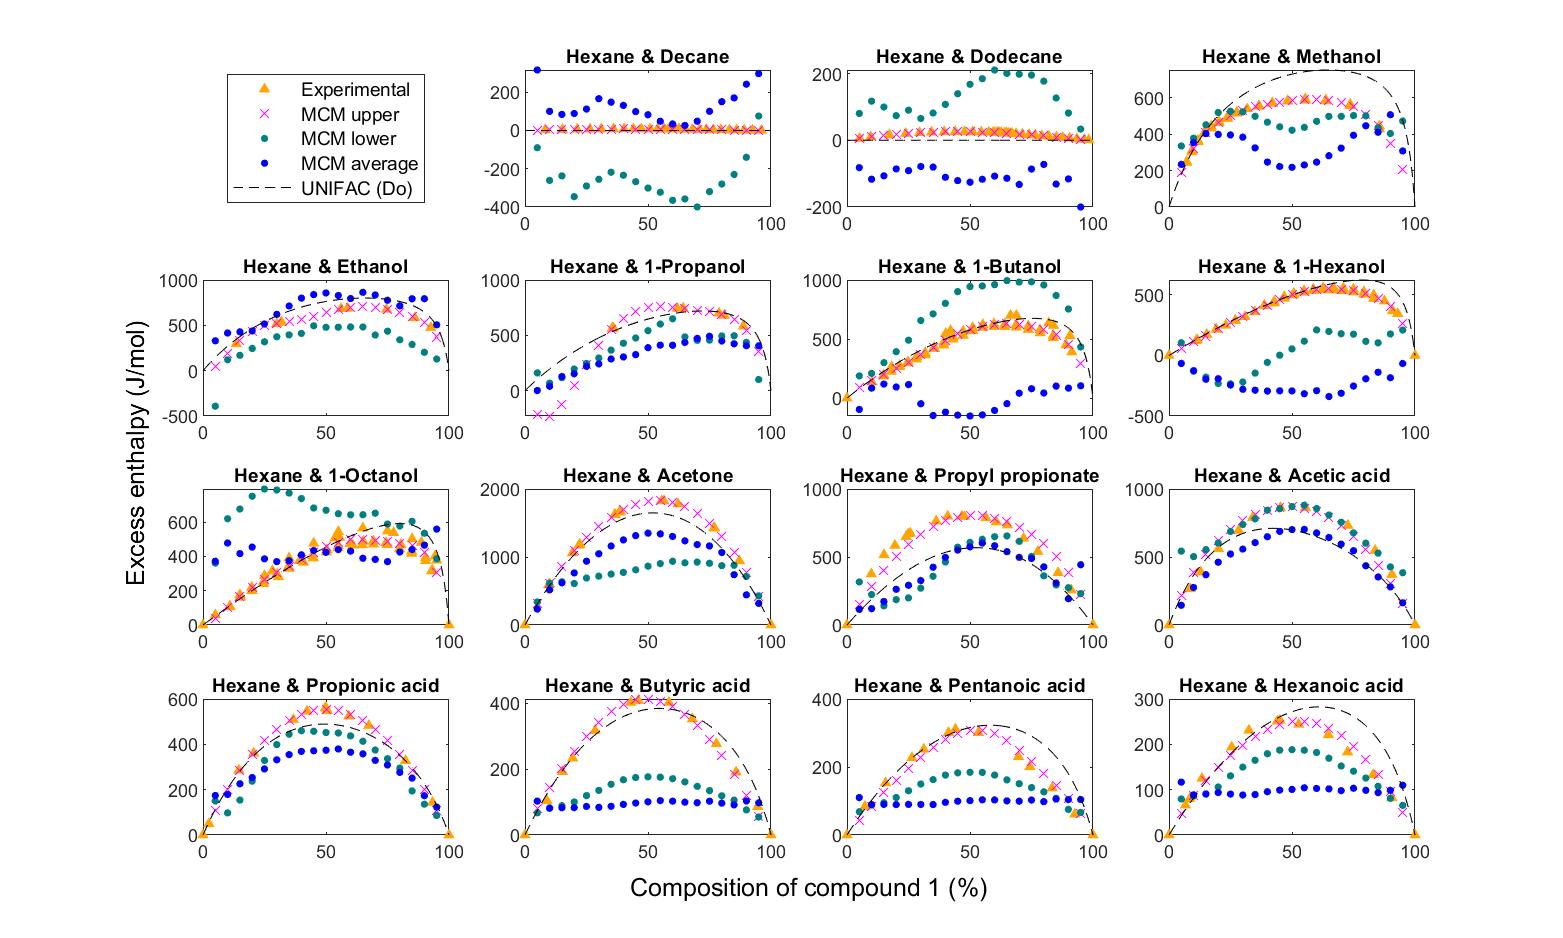 Experimental
MCM upper
MCM lower
MCM average
UNIFAC (Do)
Hexane & Decane
200
0
-200
-400
0 50 100
Hexane & Dodecane
200
0
-200
0 50 100
Hexane & Methanol
600
400
200
0
0 50 100
Excess enthalpy (J/mol)
Hexane & Ethanol
1000
500
0
-500
0 50 100
Hexane & 1-Propanol
1000
500
0
0 50 100
Hexane & 1-Butanol
1000
500
0
0 50 100
Hexane & 1-Hexanol
500
0
-500
0 50 100
Hexane & 1-Octanol
600
400
200
0
0 50 100
Hexane & Acetone
2000
1000
0
0 50 100
Hexane & Propyl propionate
1000
500
0
0 50 100
Hexane & Acetic acid
1000
500
0
0 50 100
Hexane & Propionic acid
600
400
200
0
0 50 100
Hexane & Butyric acid
400
200
0
0 50 100
Hexane & Pentanoic acid
400
200
0
0 50 100
Hexane & Hexanoic acid
300
200
100
0
0 50 100
Composition of compound 1 (%)